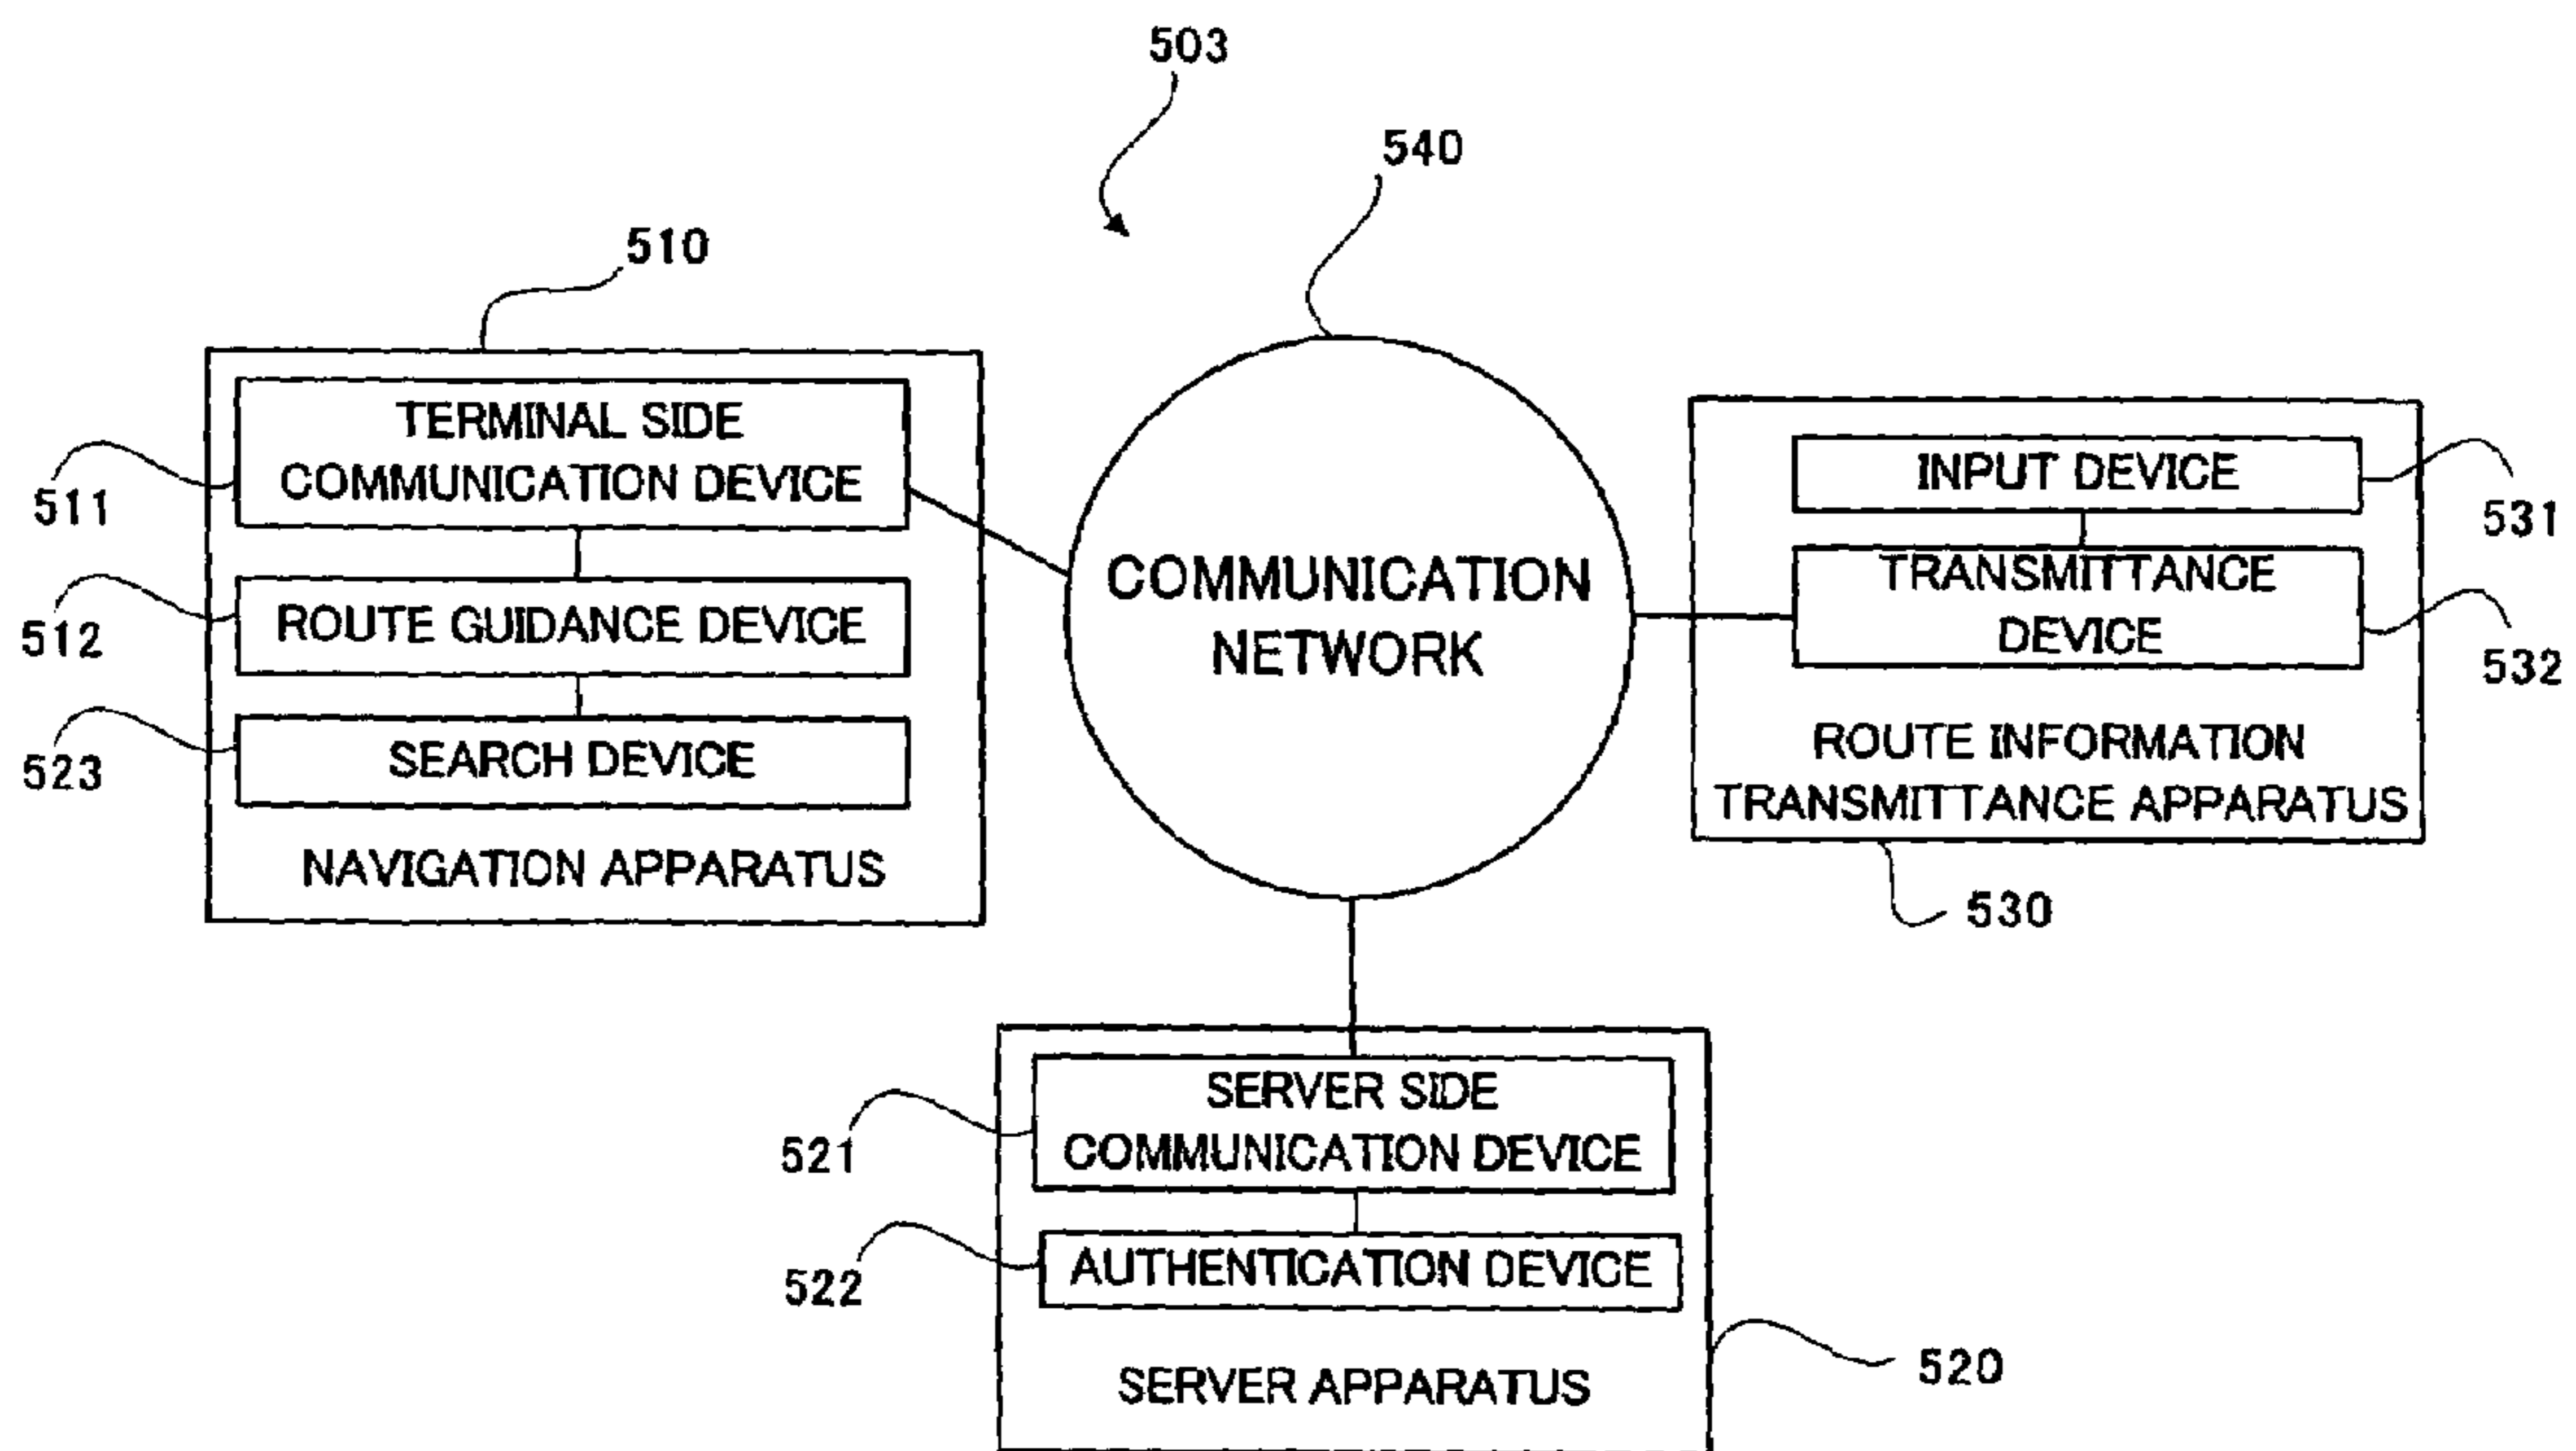 503
540
510
TERMINAL SIDE
COMMUNICATION DEVICE
511
ROUTE GUIDANCE DEVICE
512
SEARCH DEVICE
523
NAVIGATION APPARATUS
COMMUNICATION
NETWORK
INPUT DEVICE
531
TRANSMITTANCE
DEVICE
532
ROUTE INFORMATION
TRANSMITTANCE APPARATUS
530
SERVER SIDE
COMMUNICATION DEVICE
521
AUTHENTICATION DEVICE
522
SERVER APPARATUS
520